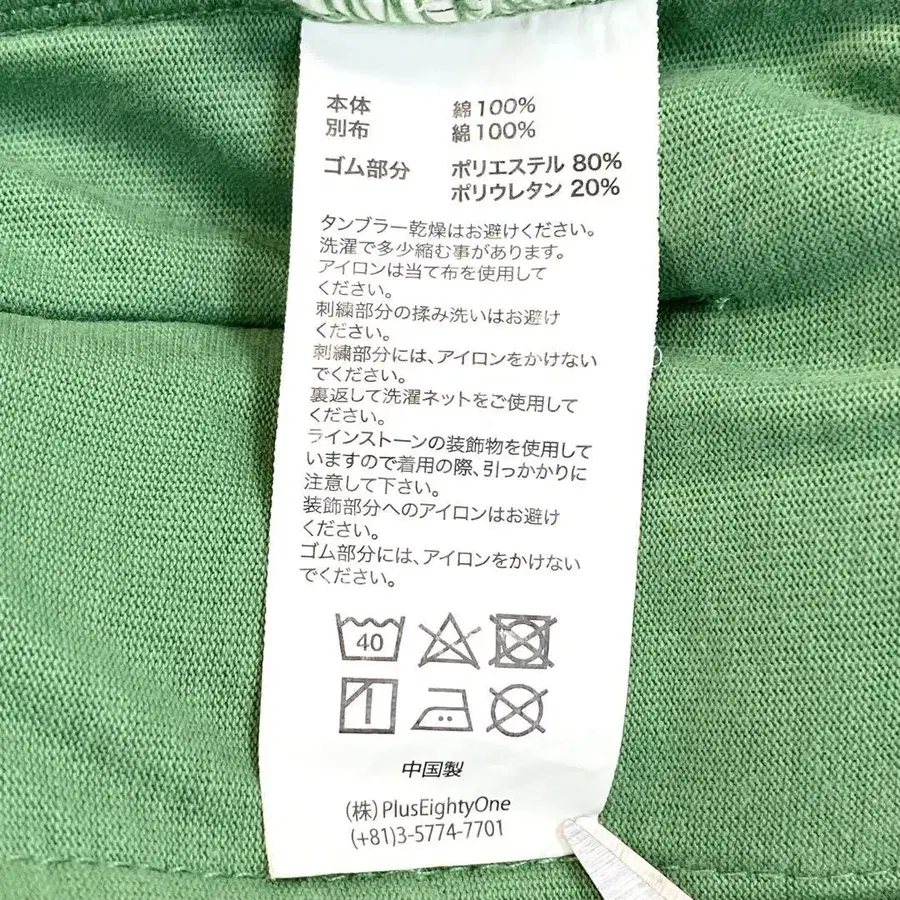 本体 綿100%
別布 綿100%
ゴム部分 ポリエステル 80%
ポリウレタン 20%
タンブラー乾燥はお避けください。
洗濯で多少縮む事があります。
アイロンは当て布を使用して
ください。
刺繍部分の揉み洗いはお避け
ください。
刺繍部分には、アイロンをかけない
でください。
裏返して洗濯ネットをご使用して
ください。
ラインストーンの装飾物を使用して
いますので着用の際、引っかかりに
注意して下さい。
装飾部分へのアイロンはお避け
ください。
ゴム部分には、アイロンをかけない
でください。
40
中国製
(株) PlusEightyOne
(+81)3-5774-7701